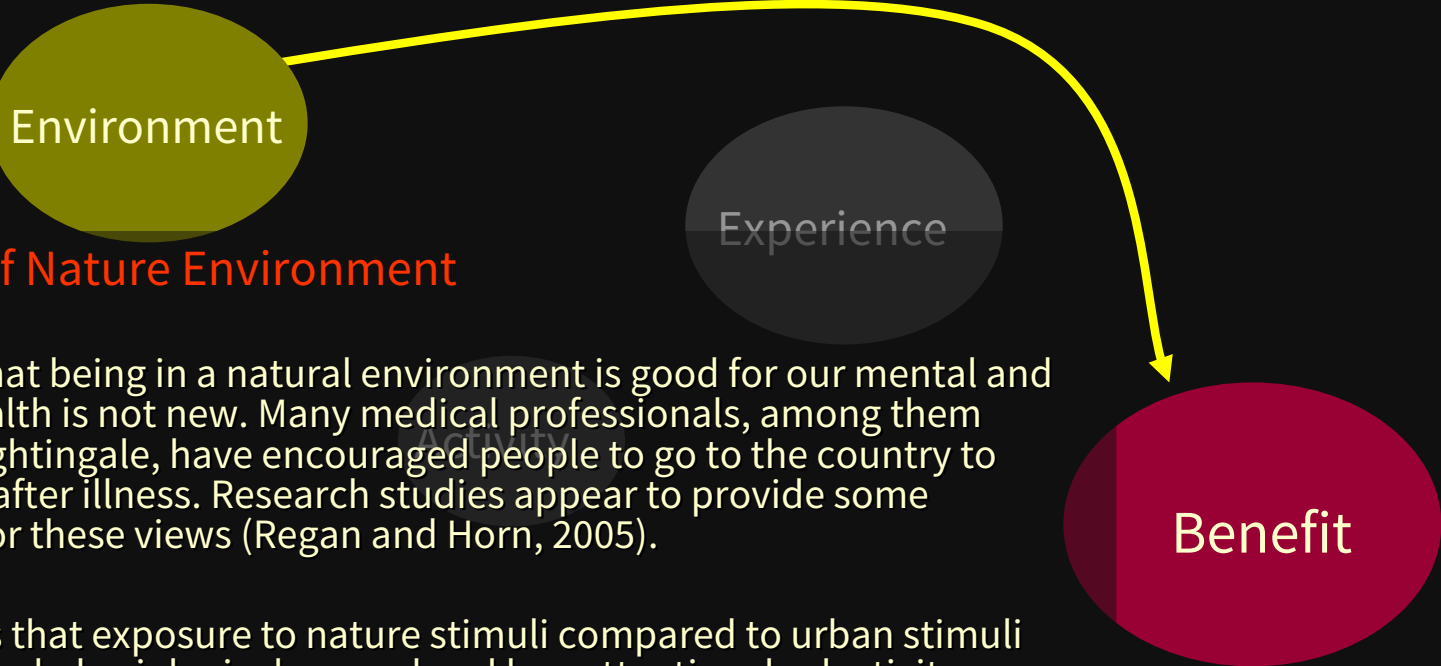 Environment
Experience
f Nature Environment
at being in a natural environment is good for our mental and
alth is not new. Many medical professionals, among them
Activity
ghtingale, have encouraged people to go to the country to
after illness. Research studies appear to provide some
or these views (Regan and Horn, 2005).
Benefit
s that exposure to nature stimuli compared to urban stimuli